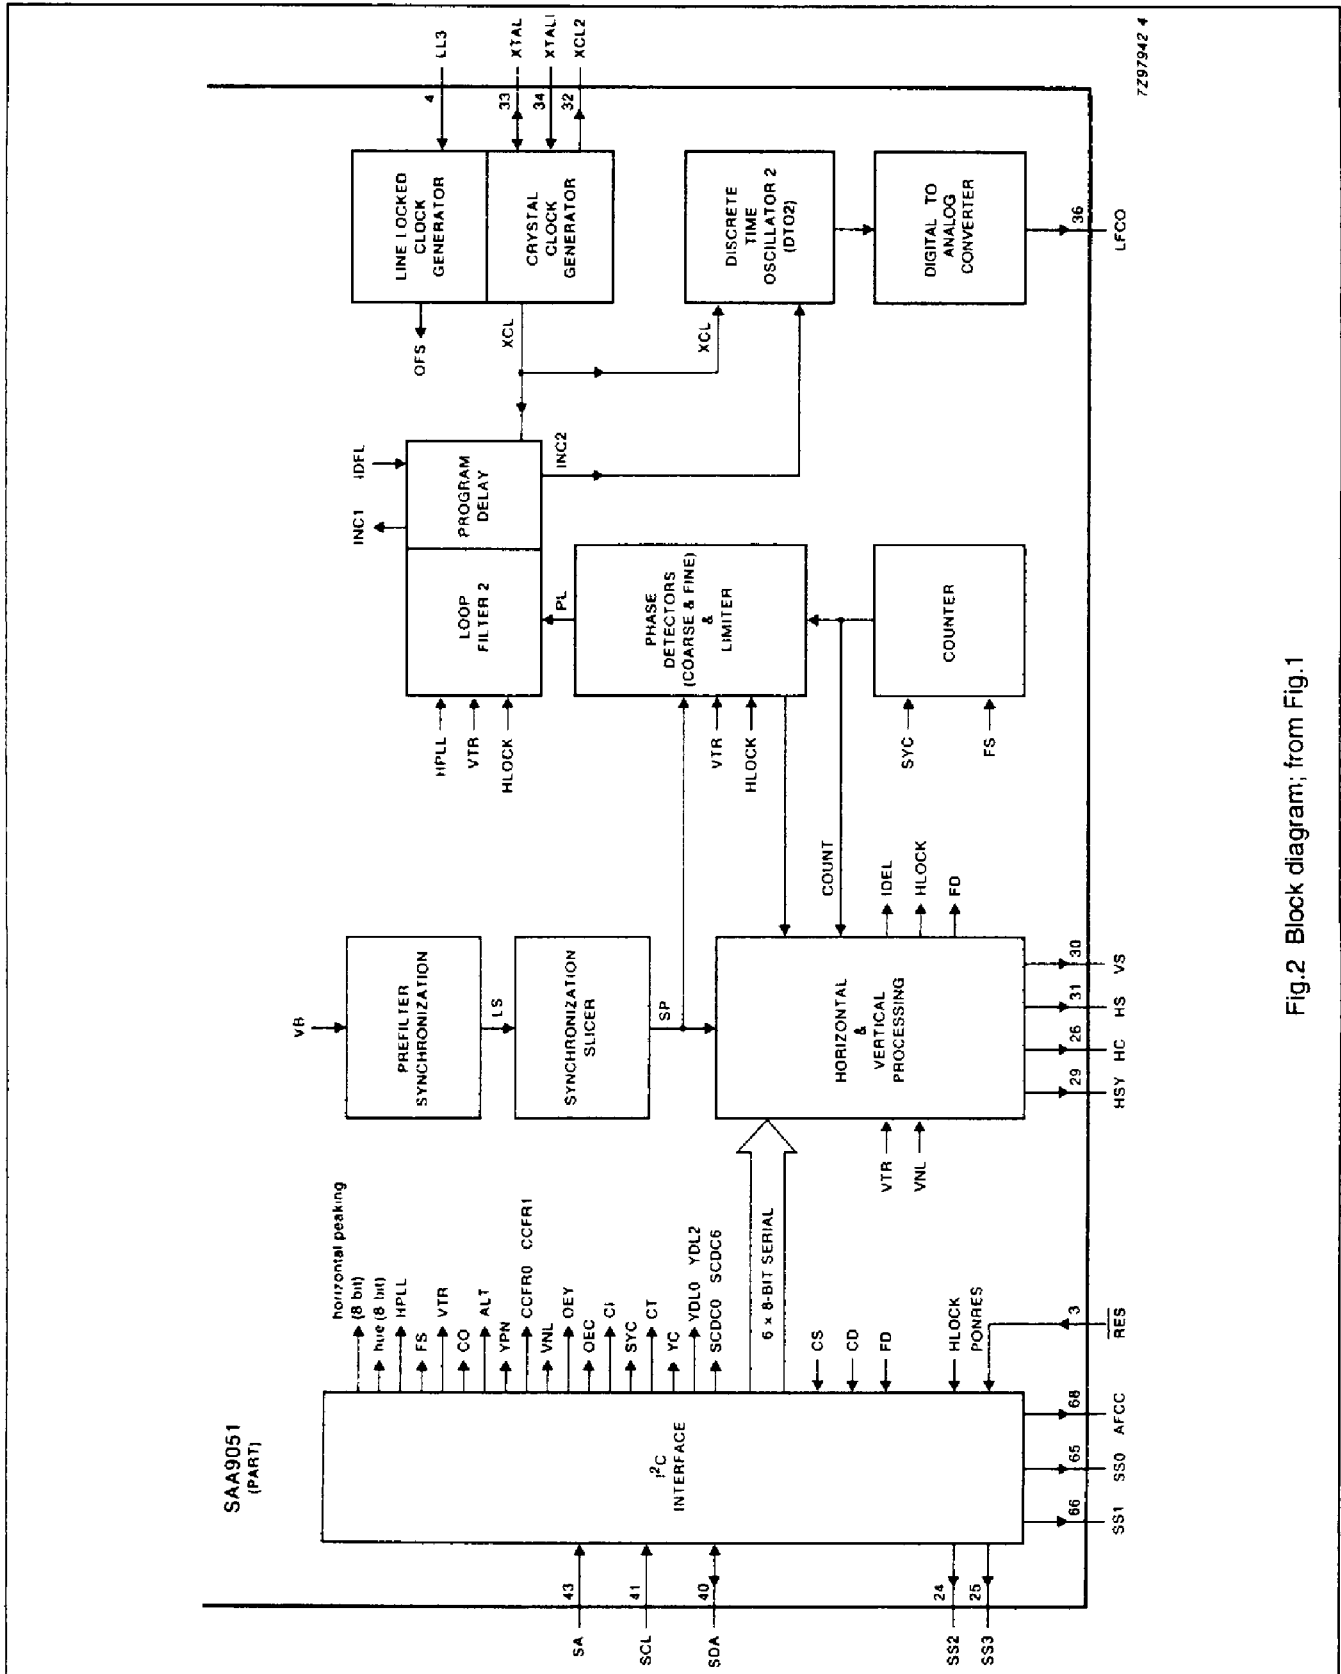 SAA9051
(PART)
I²C
INTERFACE
SA
43
SCL
41
SDA
40
SS2
24
SS3
25
66
SS1
65
SS0
68
AFCC
3
RES
horizontal peaking
(8 bit)
hue (8 bit)
HPLL
FS
VTR
CO
ALT
YPN
CCFR0 CCFR1
VNL
OEY
OEC
CI
SYC
CT
YC
YDL0 YDL2
SCDC0 SCDC6
6 x 8-BIT SERIAL
CS
CD
FD
HLOCK
PONRES
VB
PREFILTER
SYNCHRONIZATION
LS
SYNCHRONIZATION
SLICER
SP
HORIZONTAL
&
VERTICAL
PROCESSING
VTR
VNL
COUNT
IDEL
HLOCK
FD
29
HSY
26
HC
31
HS
30
VS
INC1
IDEL
LOOP
FILTER 2
PROGRAM
DELAY
HPLL
VTR
HLOCK
PL
INC2
PHASE
DETECTORS
(COARSE & FINE)
&
LIMITER
VTR
HLOCK
COUNTER
SYC
FS
LINE LOCKED
CLOCK
GENERATOR
CRYSTAL
CLOCK
GENERATOR
OFS
XCL
XCL
4
LL3
33
XTAL
34
XTALI
32
XCL2
DISCRETE
TIME
OSCILLATOR 2
(DTO2)
DIGITAL TO
ANALOG
CONVERTER
36
LFCO
7Z97942 4
Fig.2 Block diagram; from Fig.1